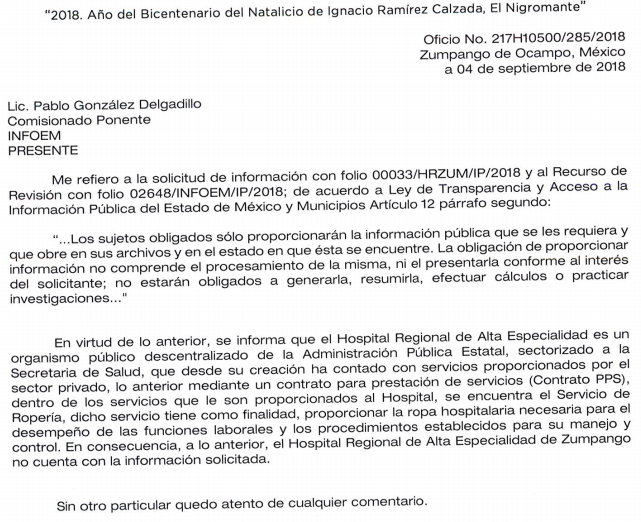 “2018. Año del Bicentenario del Natalicio de Ignacio Ramírez Calzada, El Nigromante”
Oficio No. 217H10500/285/2018
Zumpango de Ocampo, México
a 04 de septiembre de 2018
Lic. Pablo González Delgadillo
Comisionado Ponente
INFOEM
PRESENTE
Me refiero a la solicitud de información con folio 00033/HRZUM/IP/2018 y al Recurso de
Revisión con folio 02648/INFOEM/IP/2018; de acuerdo a Ley de Transparencia y Acceso a la
Información Pública del Estado de México y Municipios Artículo 12 párrafo segundo:
“...Los sujetos obligados sólo proporcionarán la información pública que se les requiera y
que obre en sus archivos y en el estado en que ésta se encuentre. La obligación de proporcionar
información no comprende el procesamiento de la misma, ni el presentarla conforme al interés
del solicitante; no estarán obligados a generarla, resumirla, efectuar cálculos o practicar
investigaciones...”
En virtud de lo anterior, se informa que el Hospital Regional de Alta Especialidad es un
organismo público descentralizado de la Administración Pública Estatal, sectorizado a la
Secretaria de Salud, que desde su creación ha contado con servicios proporcionados por el
sector privado, lo anterior mediante un contrato para prestación de servicios (Contrato PPS),
dentro de los servicios que le son proporcionados al Hospital, se encuentra el Servicio de
Ropería, dicho servicio tiene como finalidad, proporcionar la ropa hospitalaria necesaria para el
desempeño de las funciones laborales y los procedimientos establecidos para su manejo y
control. En consecuencia, a lo anterior, el Hospital Regional de Alta Especialidad de Zumpango
no cuenta con la información solicitada.
Sin otro particular quedo atento de cualquier comentario.